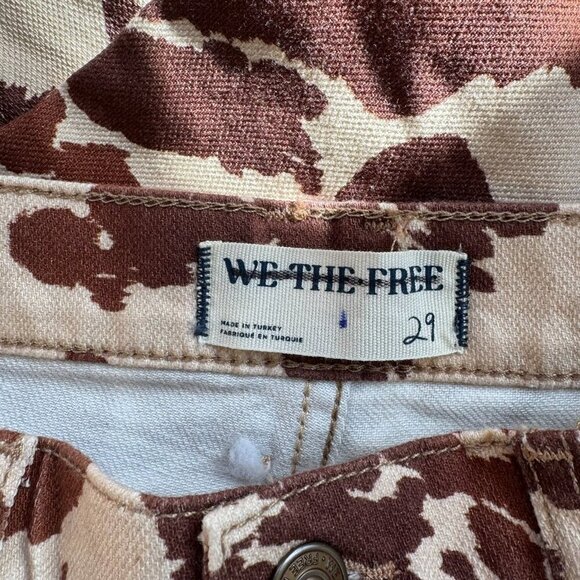 WE THE FREE
MADE IN TURKEY
FABRIQUÉ EN TURQUIE
29